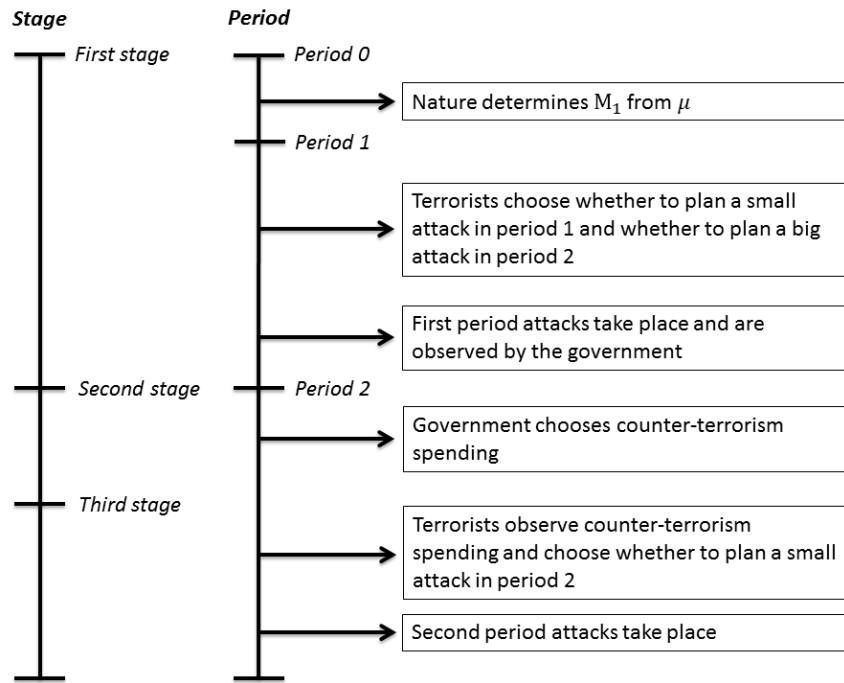 Stage
Period
First stage
Period 0
Nature determines M₁ from μ
Period 1
Terrorists choose whether to plan a small
attack in period 1 and whether to plan a big
attack in period 2
First period attacks take place and are
observed by the government
Second stage
Period 2
Government chooses counter-terrorism
spending
Third stage
Terrorists observe counter-terrorism
spending and choose whether to plan a small
attack in period 2
Second period attacks take place